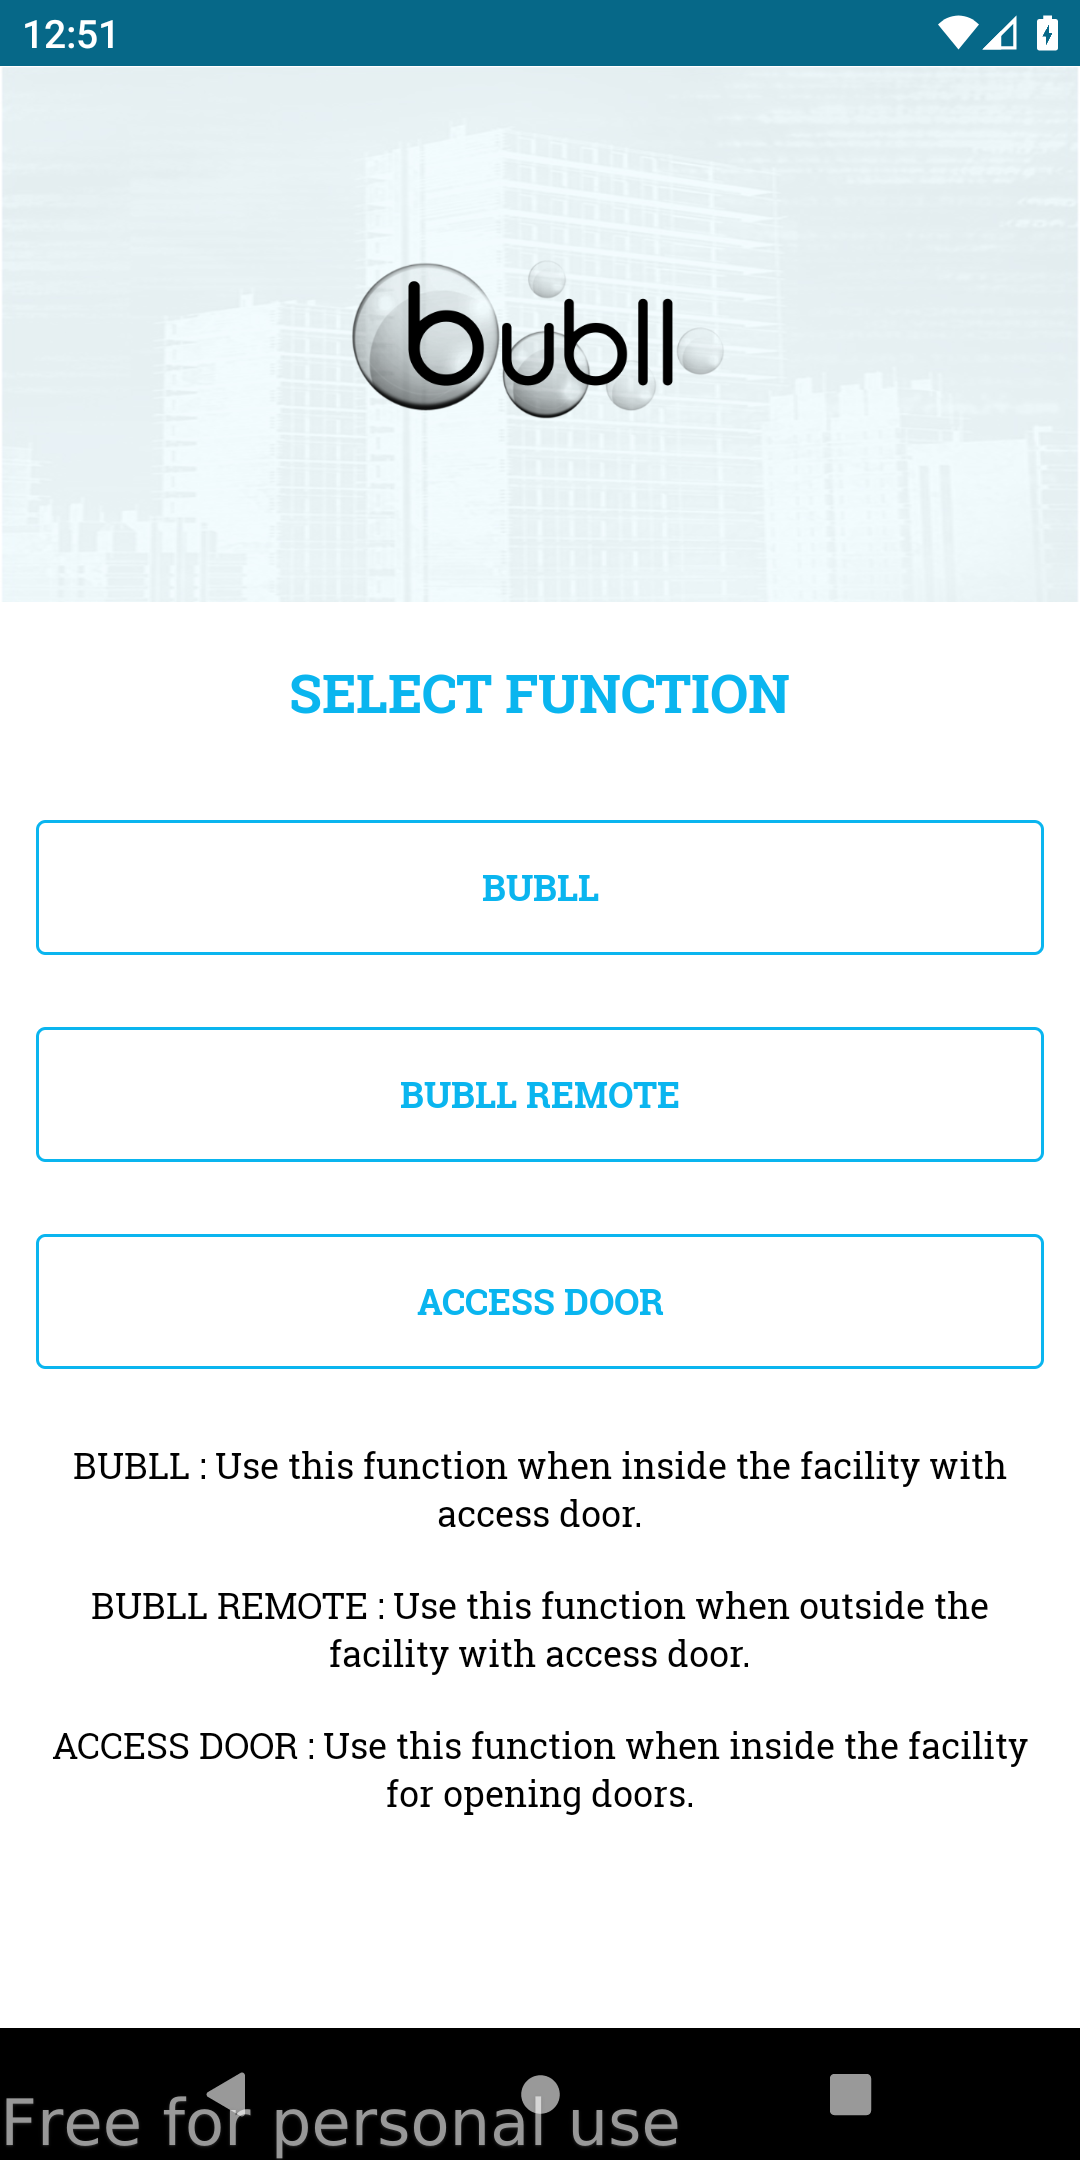 12:51
bubll
SELECT FUNCTION
BUBLL
BUBLL REMOTE
ACCESS DOOR
BUBLL : Use this function when inside the facility with
access door.
BUBLL REMOTE : Use this function when outside the
facility with access door.
ACCESS DOOR : Use this function when inside the facility
for opening doors.
Free for personal use